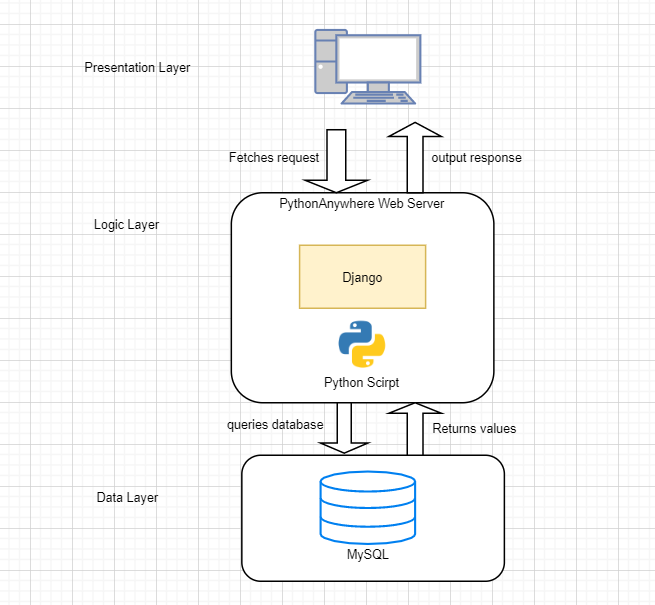 Presentation Layer
Fetches request
output response
PythonAnywhere Web Server
Logic Layer
Django
Python Scirpt
queries database
Returns values
Data Layer
MySQL